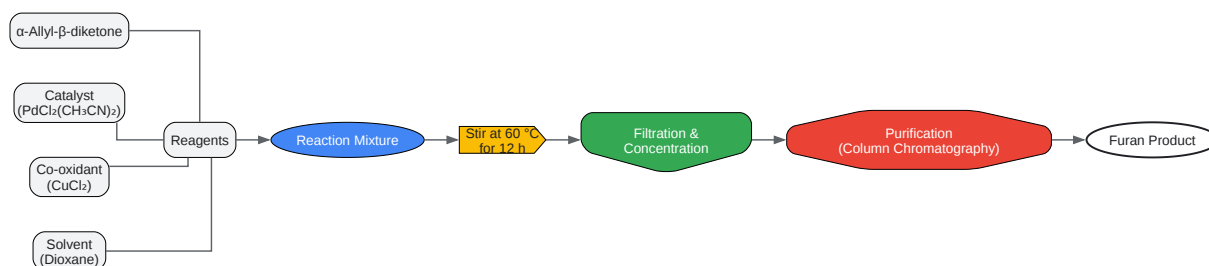 α-Allyl-β-diketone
Catalyst
(PdCl₂(CH₃CN)₂)
Co-oxidant
(CuCl₂)
Solvent
(Dioxane)
Reagents
Reaction Mixture
Stir at 60 °C
for 12 h
Filtration &
Concentration
Purification
(Column Chromatography)
Furan Product